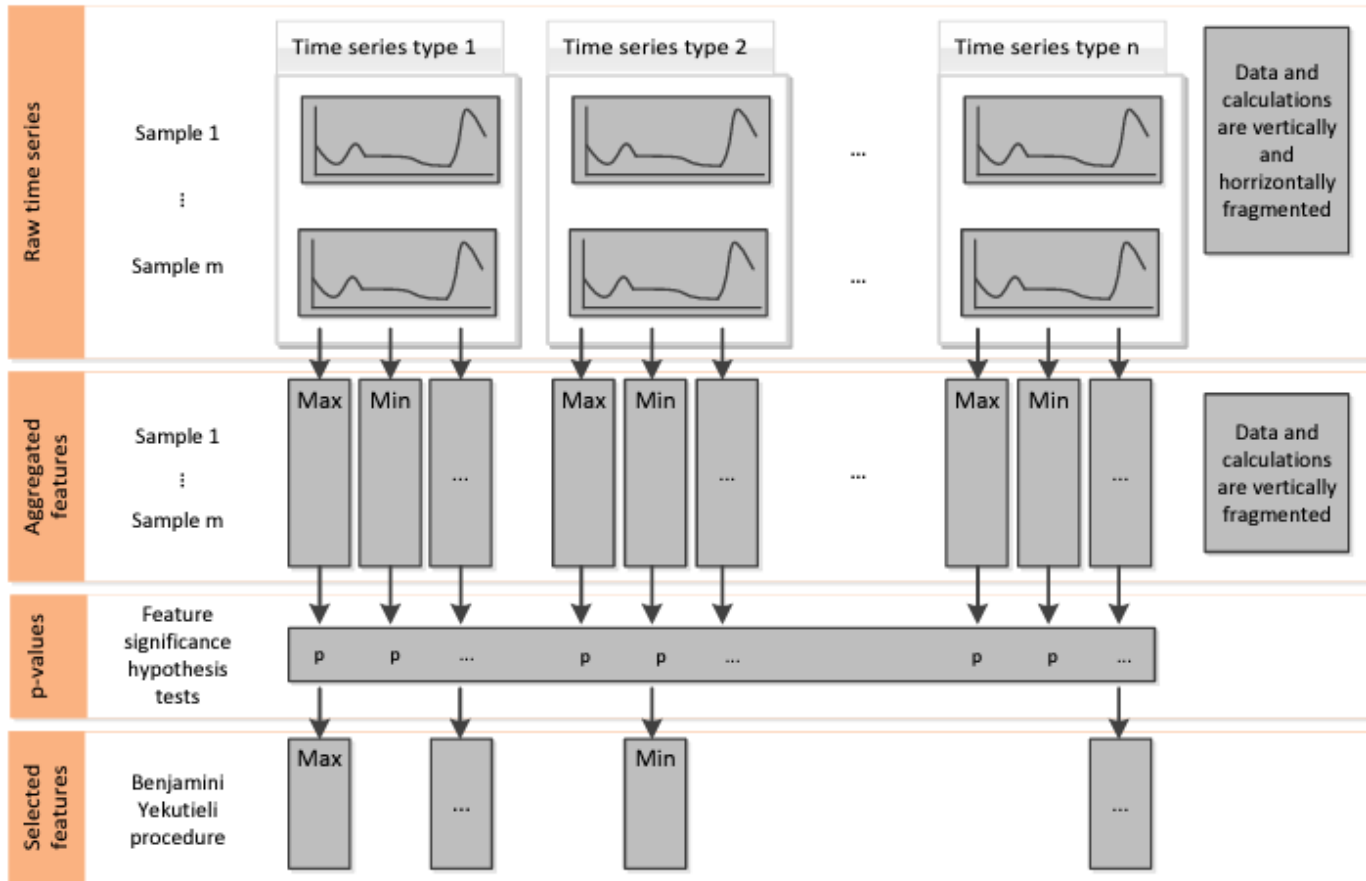 Raw time series
Time series type 1
Time series type 2
Time series type n
Sample 1
⋮
Sample m
...
...
Data and
calculations
are vertically
and
horrizontally
fragmented
Aggregated
features
Sample 1
⋮
Sample m
Max
Min
...
Max
Min
...
...
Max
Min
...
Data and
calculations
are vertically
fragmented
p-values
Feature
significance
hypothesis
tests
p p ... p p ... p p ...
Selected
features
Benjamini
Yekutieli
procedure
Max
...
Min
...